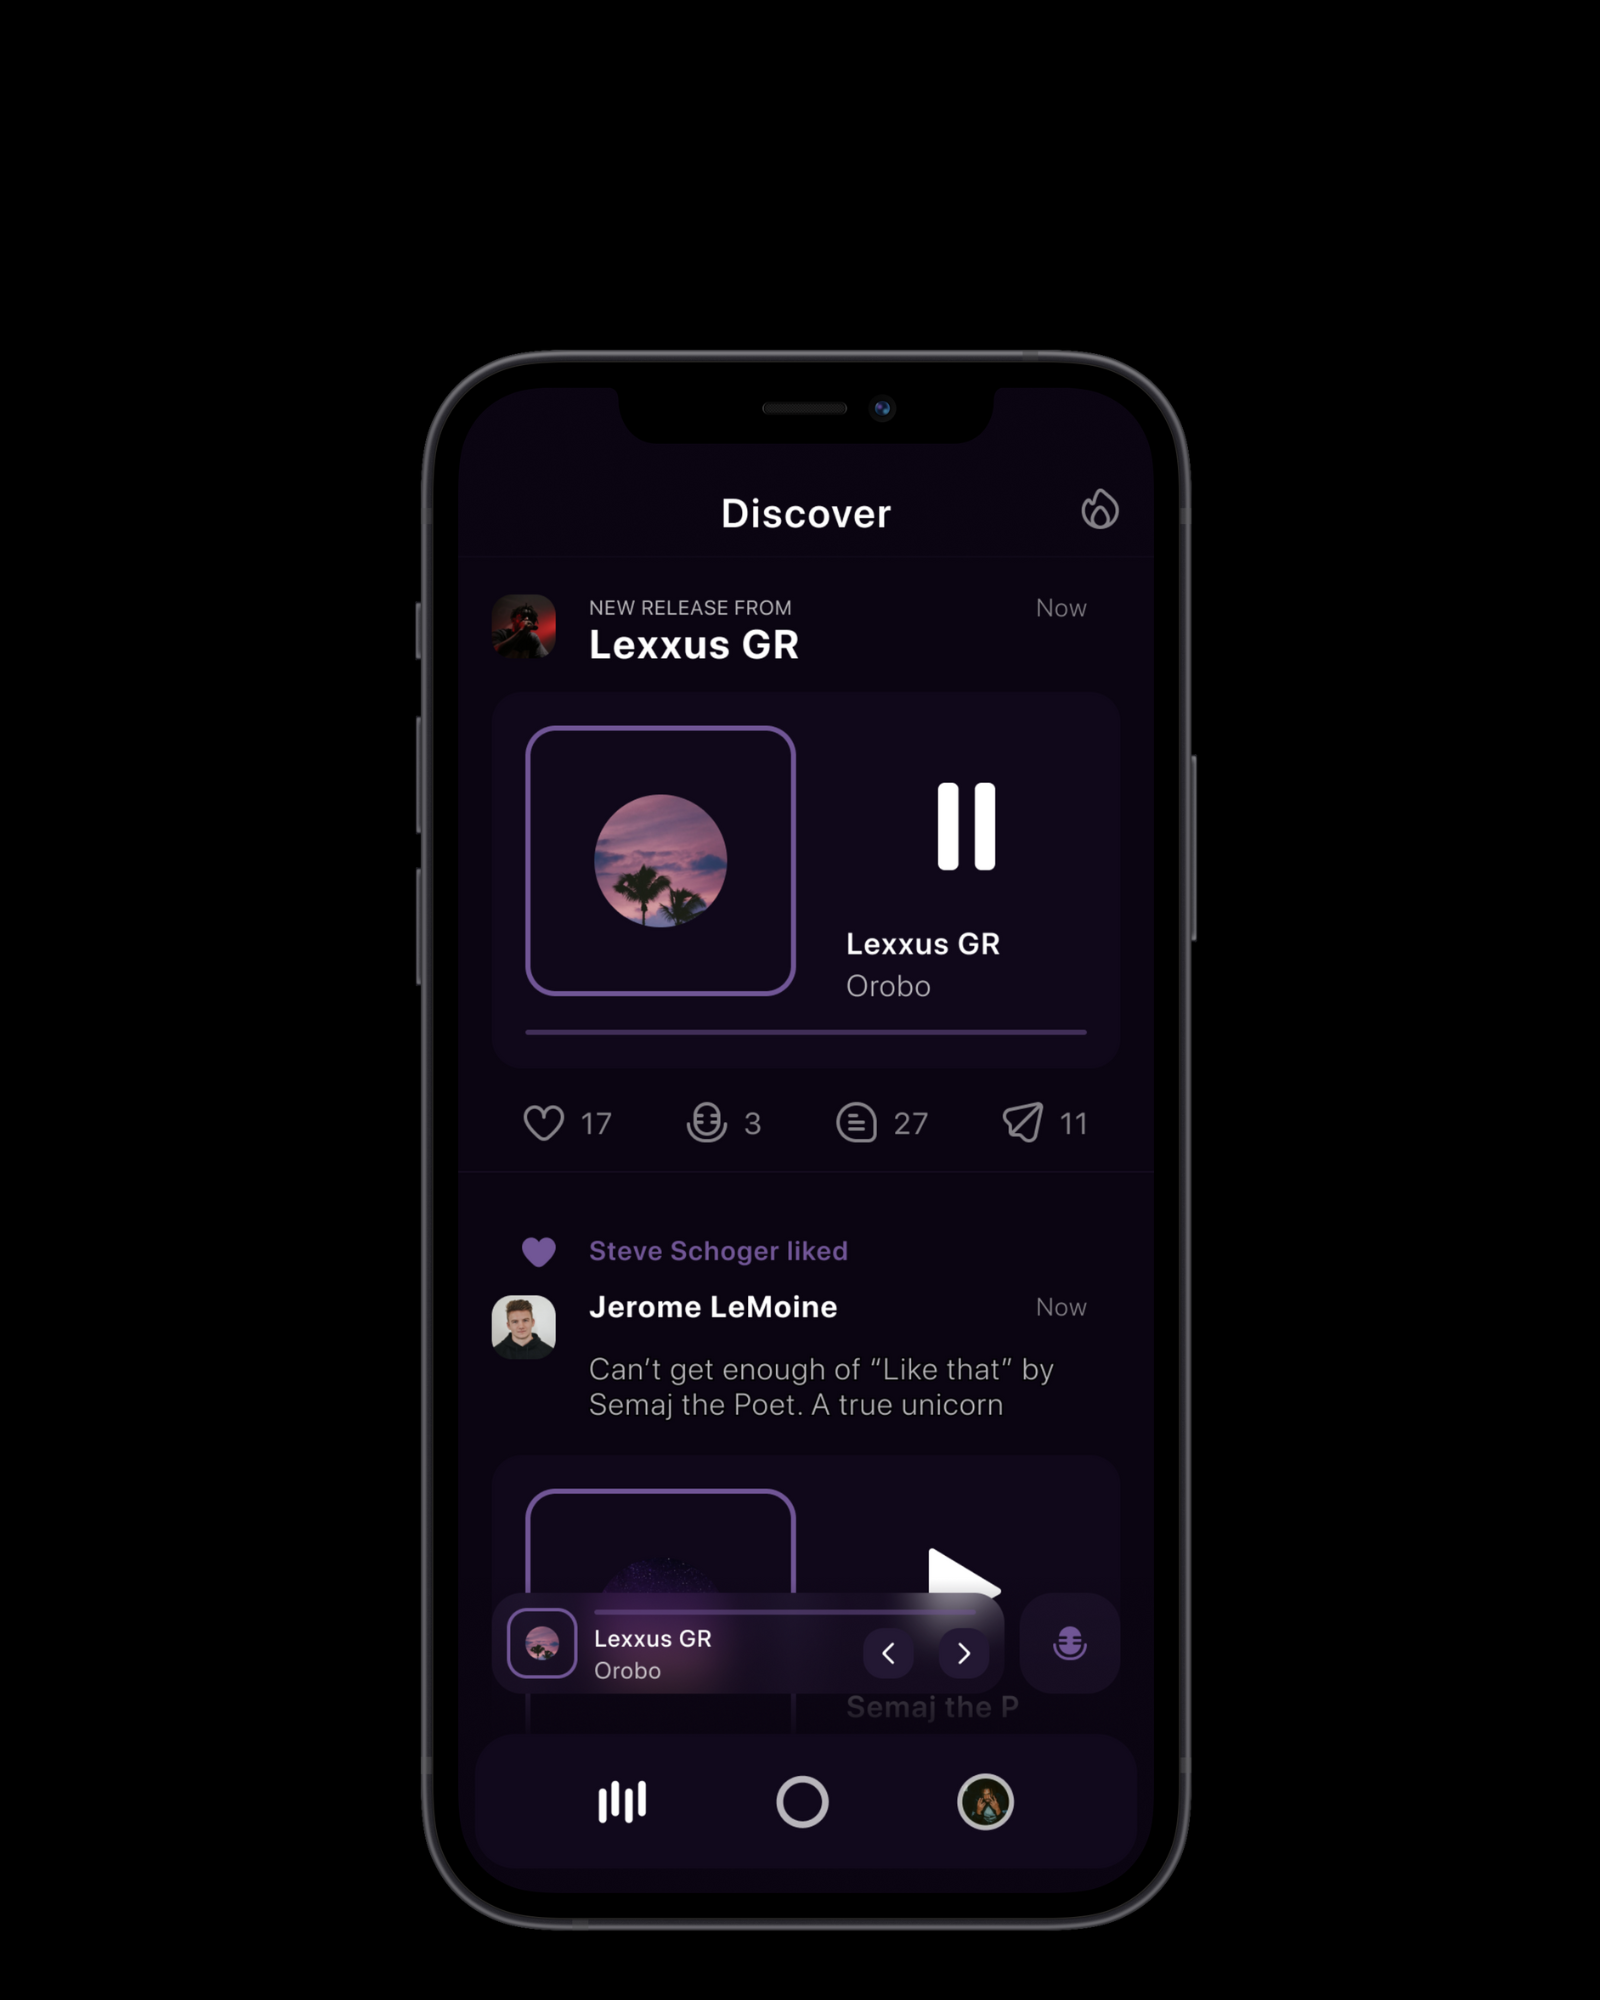 Discover
NEW RELEASE FROM
Now
Lexxus GR
Lexxus GR
Orobo
17
3
27
11
Steve Schoger liked
Jerome LeMoine
Now
Can’t get enough of “Like that” by
Semaj the Poet. A true unicorn
Lexxus GR
Orobo
Semaj the P